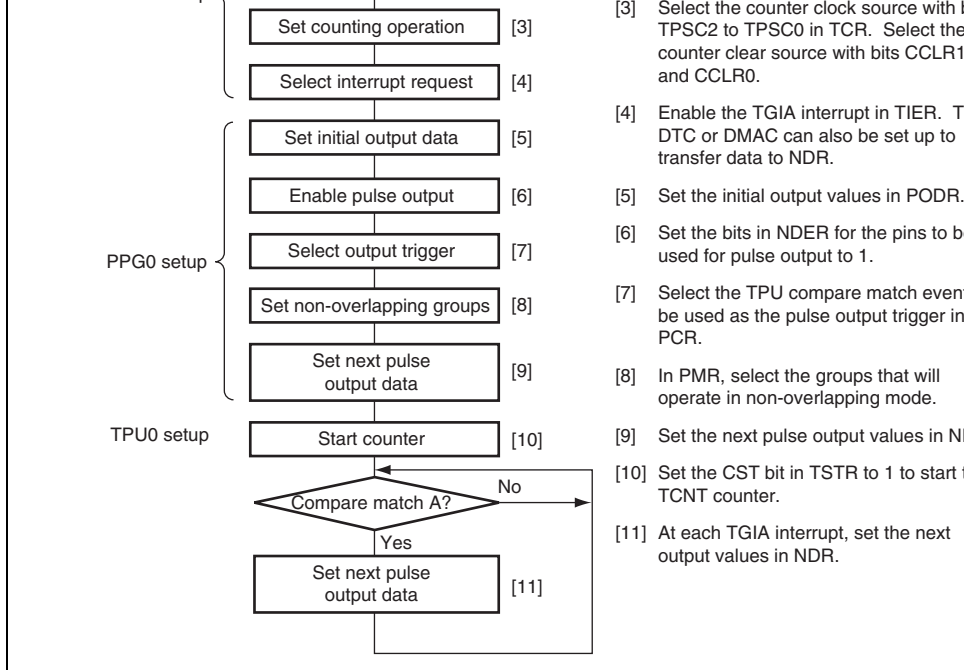 Set counting operation [3]
Select interrupt request [4]
Set initial output data [5]
Enable pulse output [6]
PPG0 setup
Select output trigger [7]
Set non-overlapping groups [8]
Set next pulse
output data [9]
TPU0 setup
Start counter [10]
Compare match A?
No
Yes
Set next pulse
output data [11]
[3] Select the counter clock source with
TPSC2 to TPSC0 in TCR. Select the
counter clear source with bits CCLR1
and CCLR0.
[4] Enable the TGIA interrupt in TIER.
DTC or DMAC can also be set up to
transfer data to NDR.
[5] Set the initial output values in PODR.
[6] Set the bits in NDER for the pins to
used for pulse output to 1.
[7] Select the TPU compare match
be used as the pulse output trigger in
PCR.
[8] In PMR, select the groups that will
operate in non-overlapping mode.
[9] Set the next pulse output values in
[10] Set the CST bit in TSTR to 1 to start
TCNT counter.
[11] At each TGIA interrupt, set the next
output values in NDR.